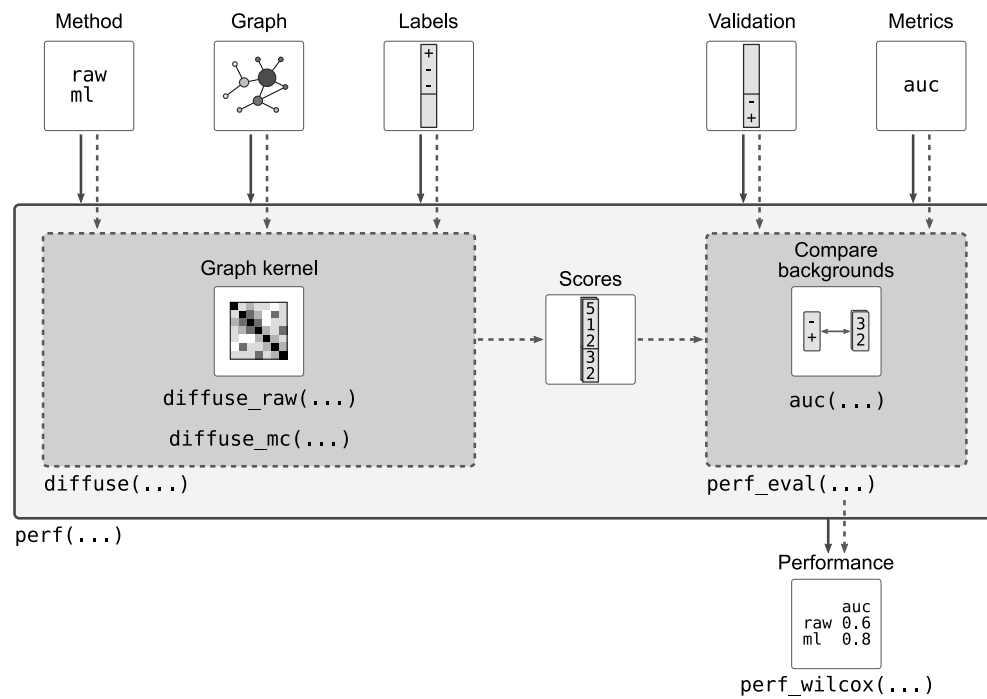 Method
Graph
Labels
Validation
Metrics
raw
ml
+
-
-
-
+
auc
Graph kernel
diffuse_raw(...)
diffuse_mc(...)
diffuse(...)
Scores
5
1
2
3
2
Compare
backgrounds
-
+
3
2
auc(...)
perf_eval(...)
perf(...)
Performance
auc
raw 0.6
ml 0.8
perf_wilcox(...)